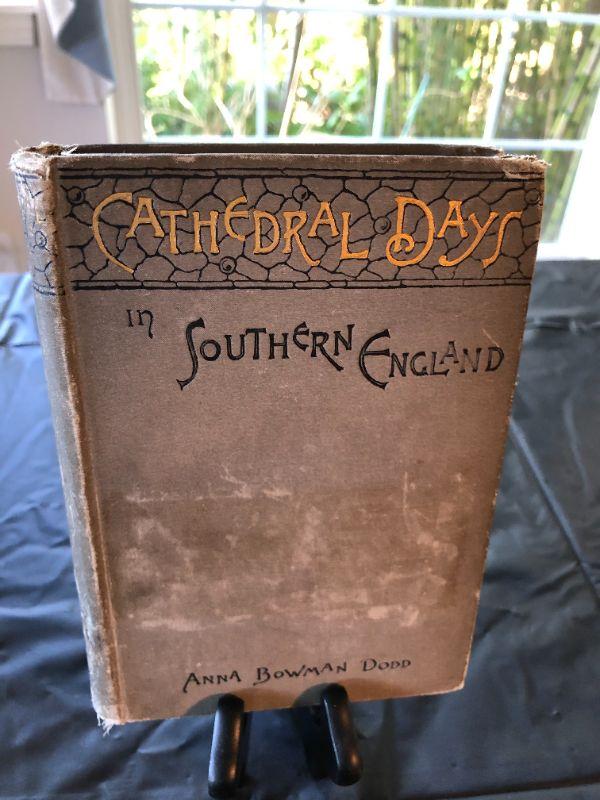 CATHEDRAL DAYS
in SOUTHERN ENGLAND
ANNA BOWMAN DODD